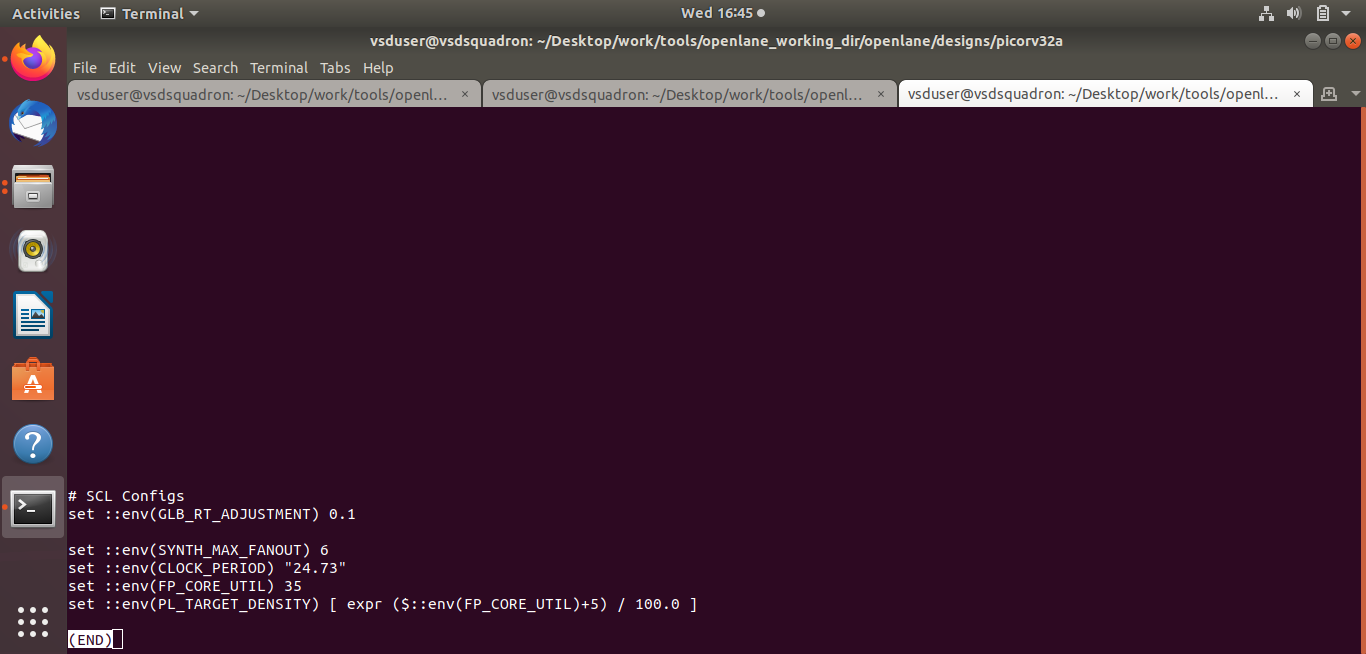 Activities Terminal Wed 16:45
vsduser@vsdsquadron: ~/Desktop/work/tools/openlane_working_dir/openlane/designs/picorv32a
File Edit View Search Terminal Tabs Help
vsduser@vsdsquadron: ~/Desktop/work/tools/openl... × vsduser@vsdsquadron: ~/Desktop/work/tools/openl... × vsduser@vsdsquadron: ~/Desktop/work/tools/openl... ×
# SCL Configs
set ::env(GLB_RT_ADJUSTMENT) 0.1
set ::env(SYNTH_MAX_FANOUT) 6
set ::env(CLOCK_PERIOD) "24.73"
set ::env(FP_CORE_UTIL) 35
set ::env(PL_TARGET_DENSITY) [ expr ($::env(FP_CORE_UTIL)+5) / 100.0 ]
(END)